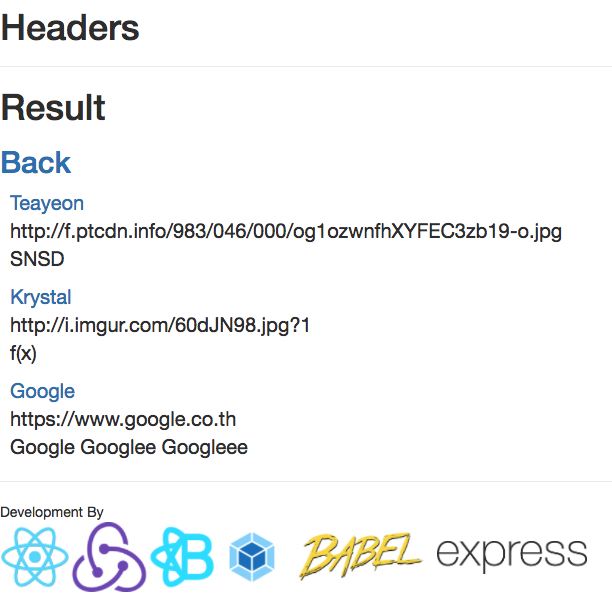 Headers
Result
Back
Teayeon
http://f.ptcdn.info/983/046/000/og1ozwnfhXYFEC3zb19-o.jpg
SNSD
Krystal
http://i.imgur.com/60dJN98.jpg?1
f(x)
Google
https://www.google.co.th
Google Googlee Googleee
Development By
B BABEL express